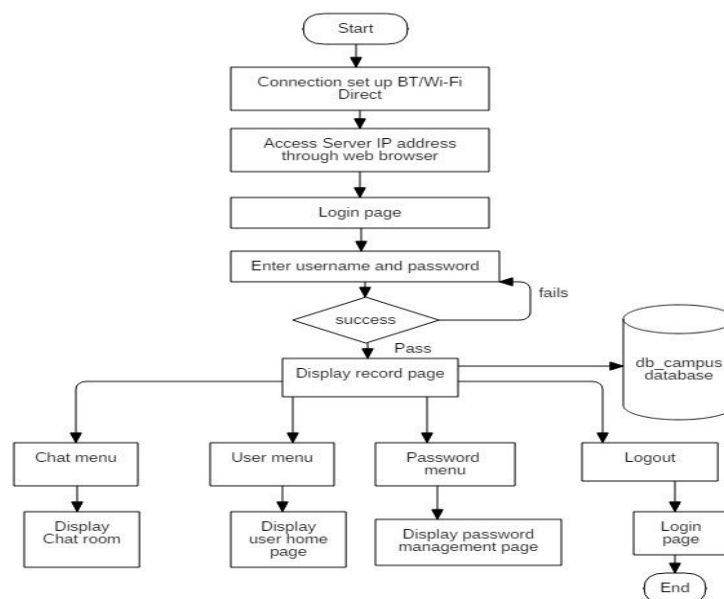 Start
Connection set up BT/Wi-Fi
Direct
Access Server IP address
through web browser
Login page
Enter username and password
fails
success
Pass
Display record page
db_campus
database
Chat menu
User menu
Password
menu
Logout
Display
Chat room
Display
user home
page
Display password
management page
Login
page
End